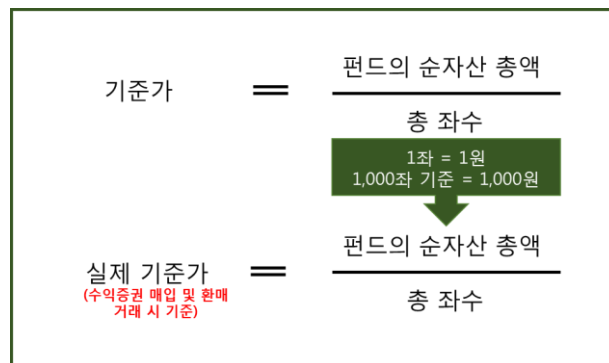 기준가 = 펀드의 순자산 총액
총 좌수
1좌 = 1원
1,000좌 기준 = 1,000원
실제 기준가 = 펀드의 순자산 총액
(수익증권 매입 및 환매
거래 시 기준)
총 좌수